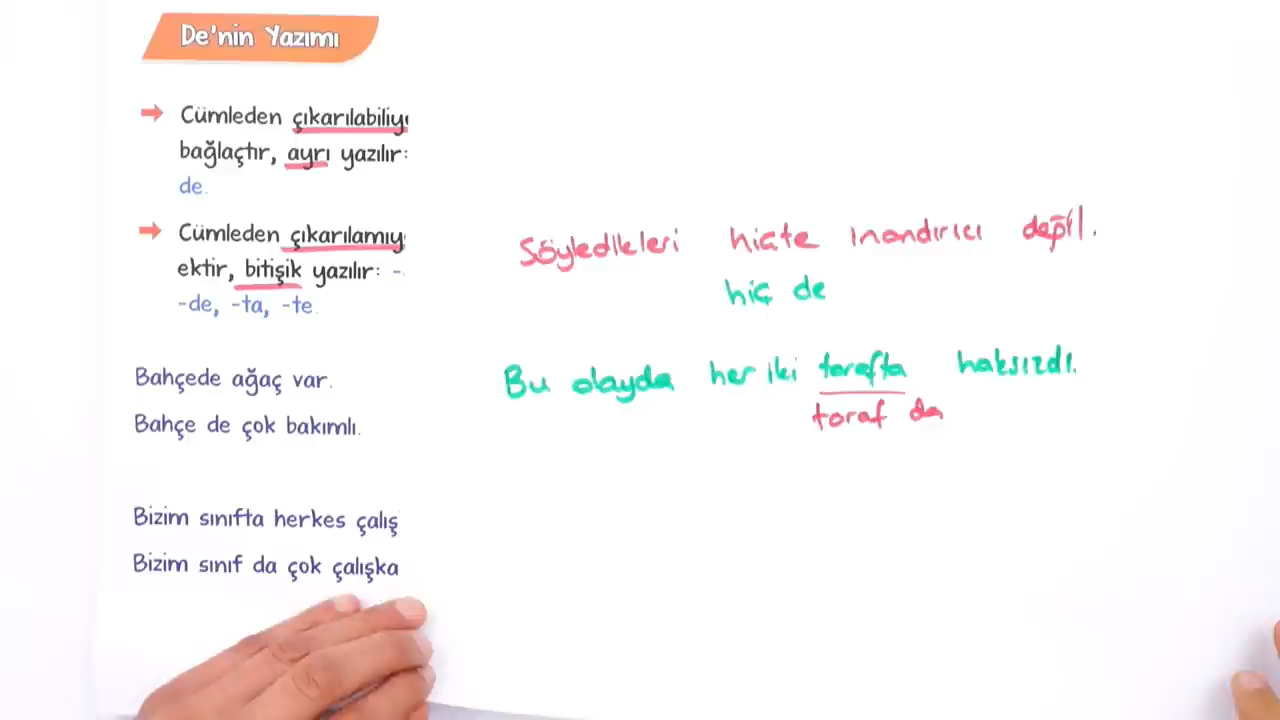 De'nin Yazımı
Cümleden çıkarılabiliyı
bağlaçtır, ayrı yazılır:
de.
Cümleden çıkarılamıy
ektir, bitişik yazılır: -
-de, -ta, -te.
Bahçede ağaç var.
Bahçe de çok bakımlı.
Bizim sınıfta herkes çalış
Bizim sınıf da çok çalışka
Söyledikleri hiçte inandırıcı değil.
hiç de
Bu olayda her iki tarafta haksızdı.
taraf da